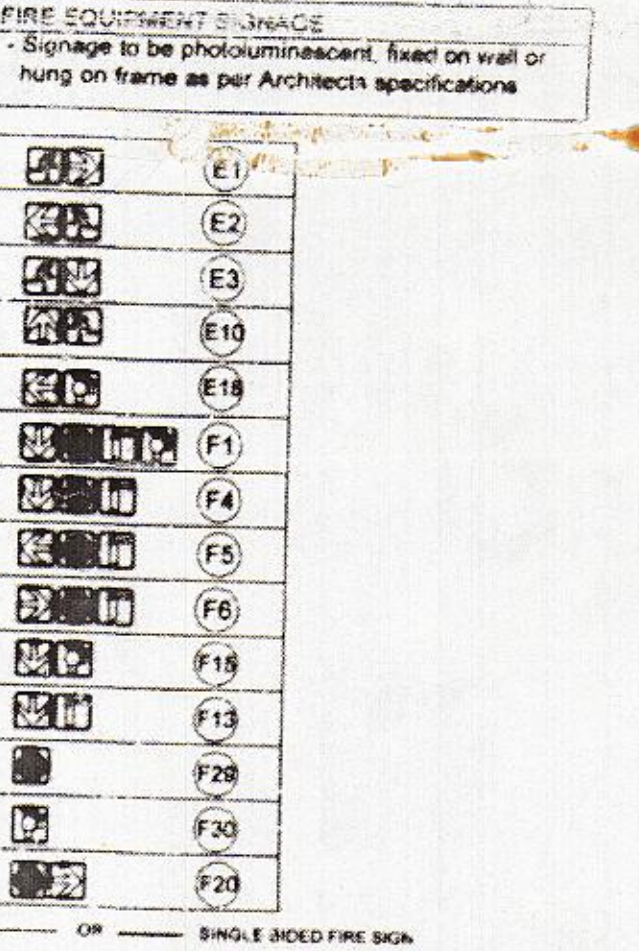 FIRE EQUIPMENT SIGNAGE
- Signage to be photoluminescent, fixed on wall or
hung on frame as per Architects specifications
E1
E2
E3
E10
E18
F1
F4
F5
F6
F15
F13
F29
F30
F20
OR SINGLE SIDED FIRE SIGN